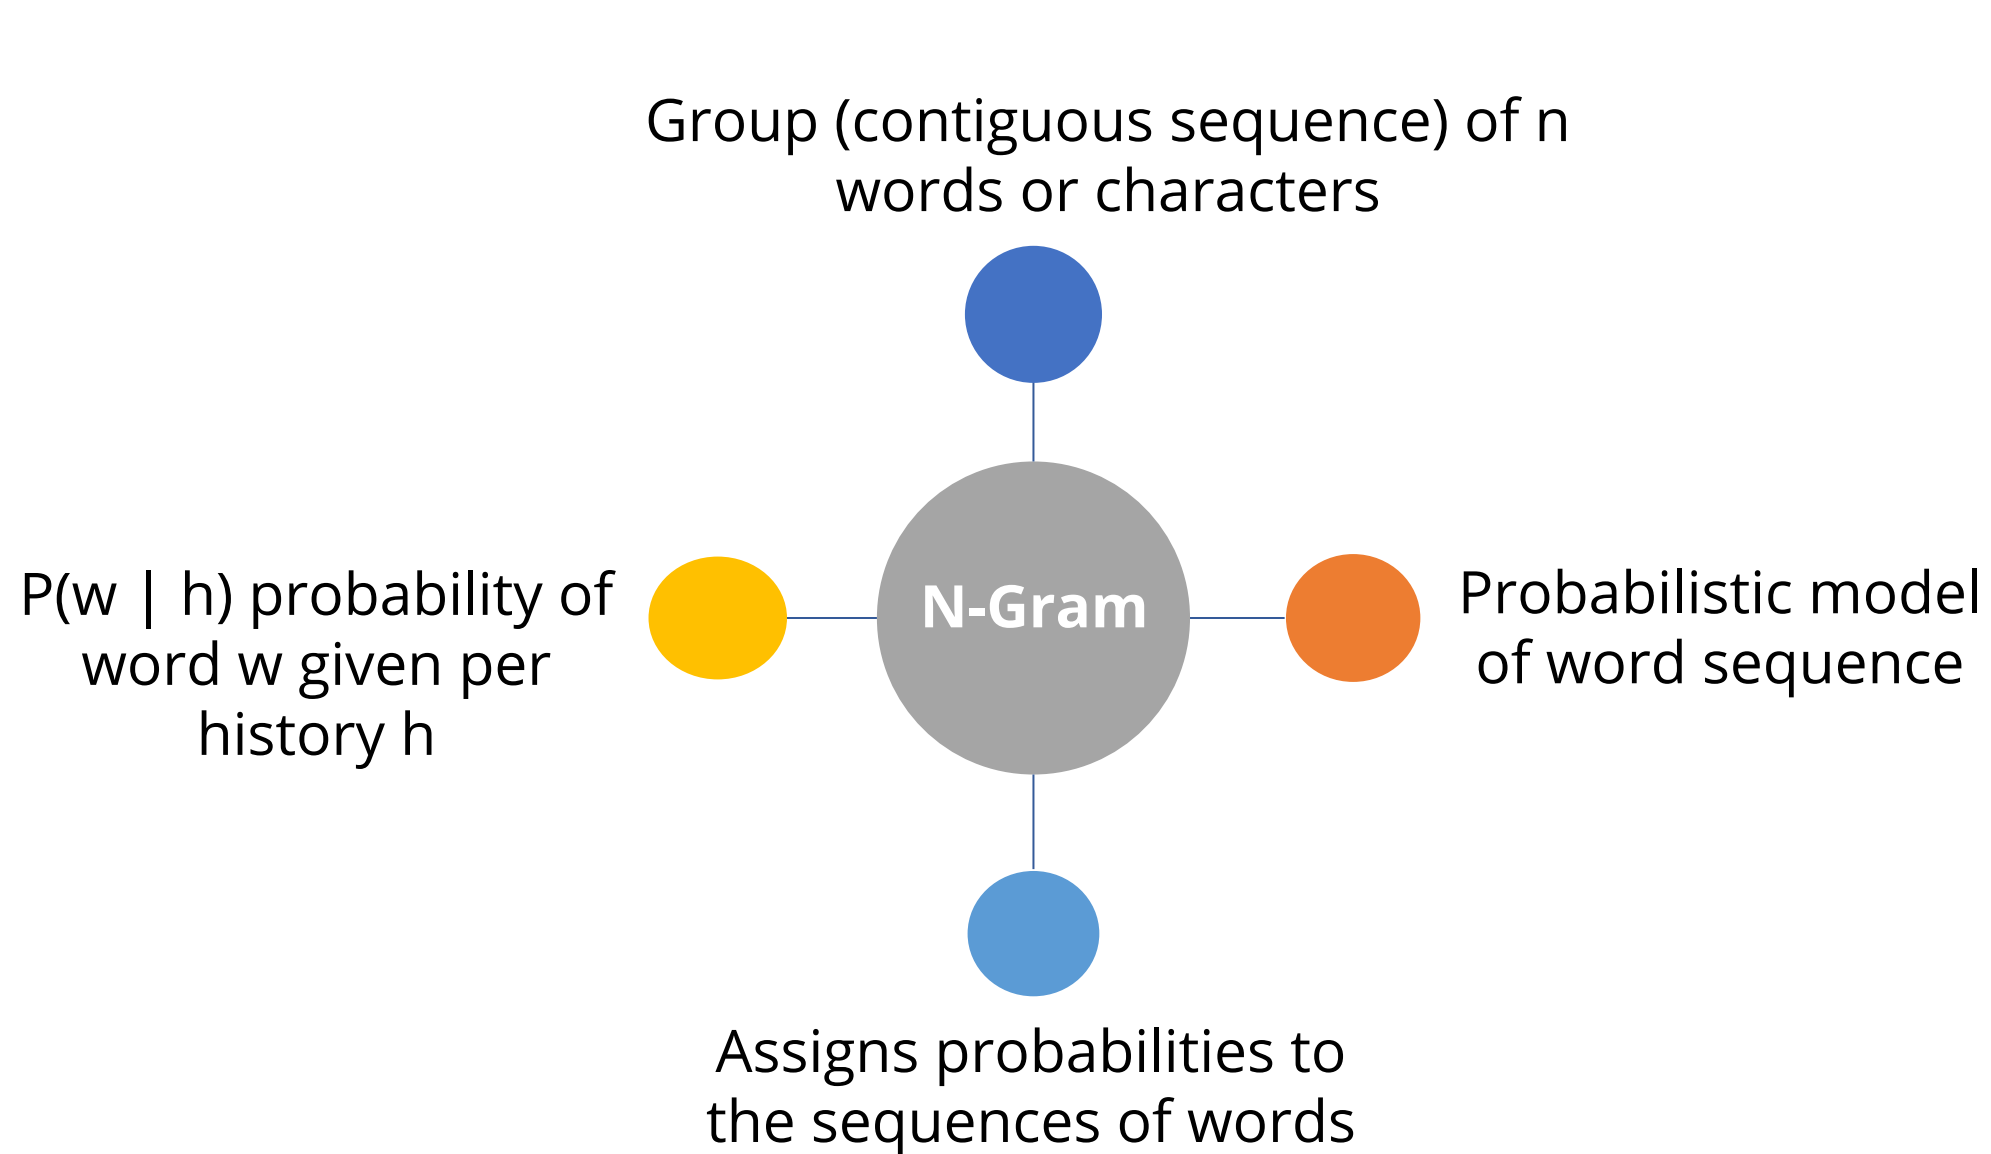 Group (contiguous sequence) of n
words or characters
P(w | h) probability of
word w given per
history h
N-Gram
Probabilistic model
of word sequence
Assigns probabilities to
the sequences of words